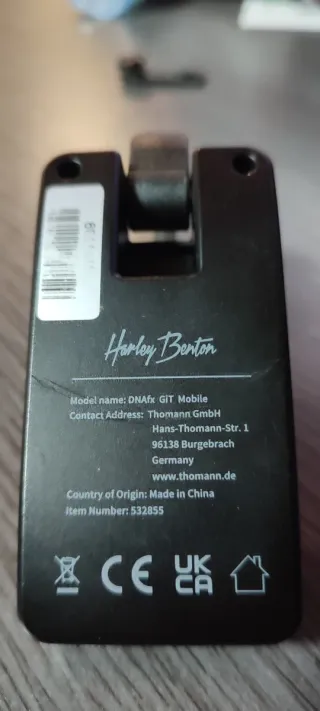 Harley Benton
Model name: DNAfx GiT Mobile
Contact Address: Thomann GmbH
Hans-Thomann-Str. 1
96138 Burgebrach
Germany
www.thomann.de
Country of Origin: Made in China
Item Number: 532855
CE
UK
CA